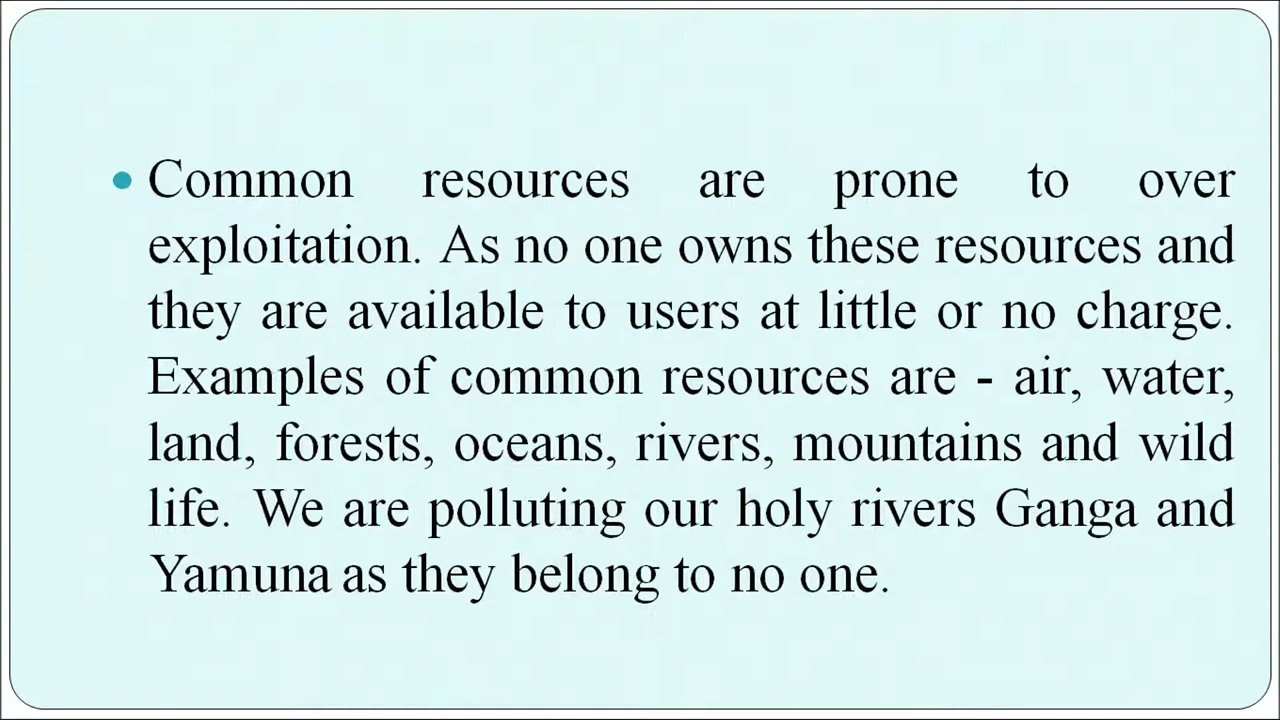 • Common resources are prone to over
exploitation. As no one owns these resources and
they are available to users at little or no charge.
Examples of common resources are - air, water,
land, forests, oceans, rivers, mountains and wild
life. We are polluting our holy rivers Ganga and
Yamuna as they belong to no one.